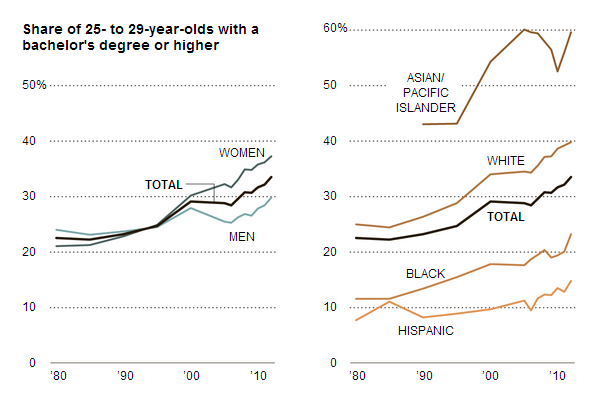 Share of 25- to 29-year-olds with a
bachelor's degree or higher
50%
40
30
20
10
0
WOMEN
TOTAL
MEN
'80
'90
'00
'10
60%
50
40
30
20
10
0
ASIAN/
PACIFIC
ISLANDER
WHITE
TOTAL
BLACK
HISPANIC
'80
'90
'00
'10